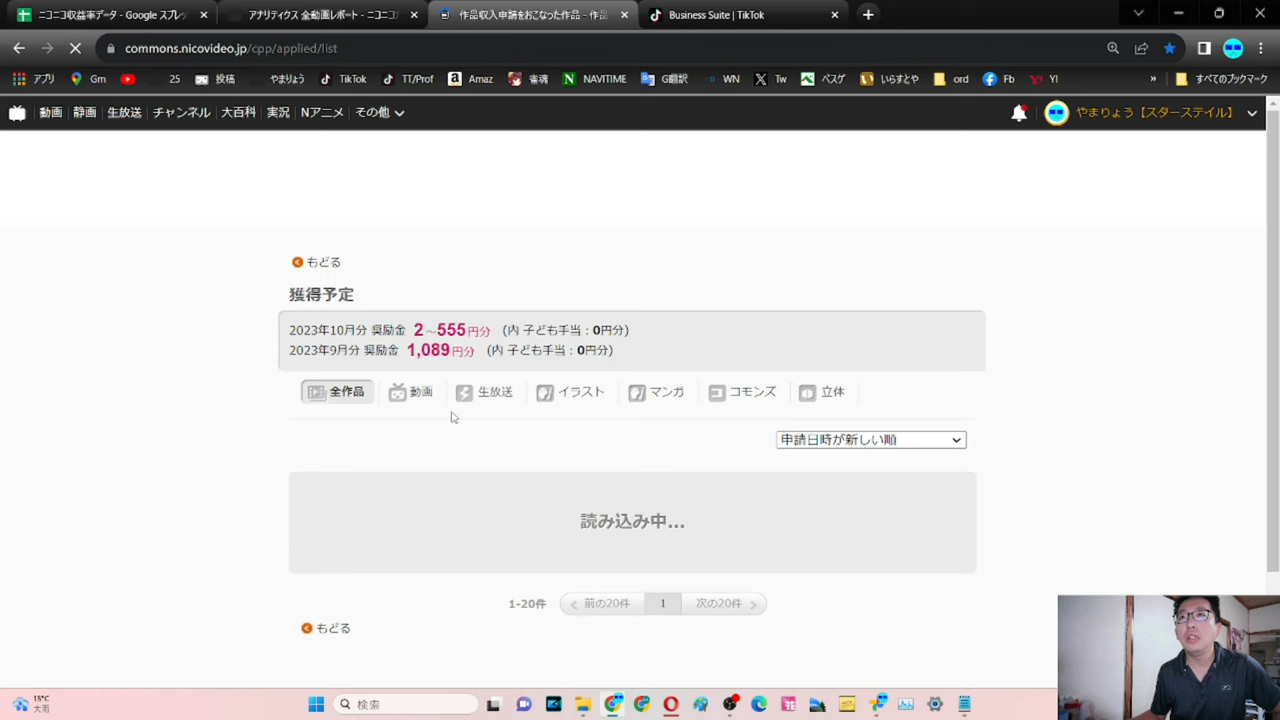 ニコニコ収益率データ - Google スプレッ
アナリティクス 全動画レポート - ニコニコ
作品収入申請をおこなった作品 - 作品
Business Suite | TikTok
commons.nicovideo.jp/cpp/applied/list
アプリ
Gm
25
投稿
やまりょう
TikTok
TT/Prof
Amaz
雀魂
NAVITIME
G翻訳
WN
Tw
ベスゲ
いらすとや
ord
Fb
Y!
»
すべてのブックマーク
動画 静画 生放送 チャンネル 大百科 実況 Nアニメ その他
やまりょう【スターステイル】
もどる
獲得予定
2023年10月分 奨励金 2~555円分 (内 子ども手当:0円分)
2023年9月分 奨励金 1,089円分 (内 子ども手当:0円分)
全作品 動画 生放送 イラスト マンガ コモンズ 立体
申請日時が新しい順
読み込み中...
1-20件 前の20件 1 次の20件
もどる
15℃
大雨
検索